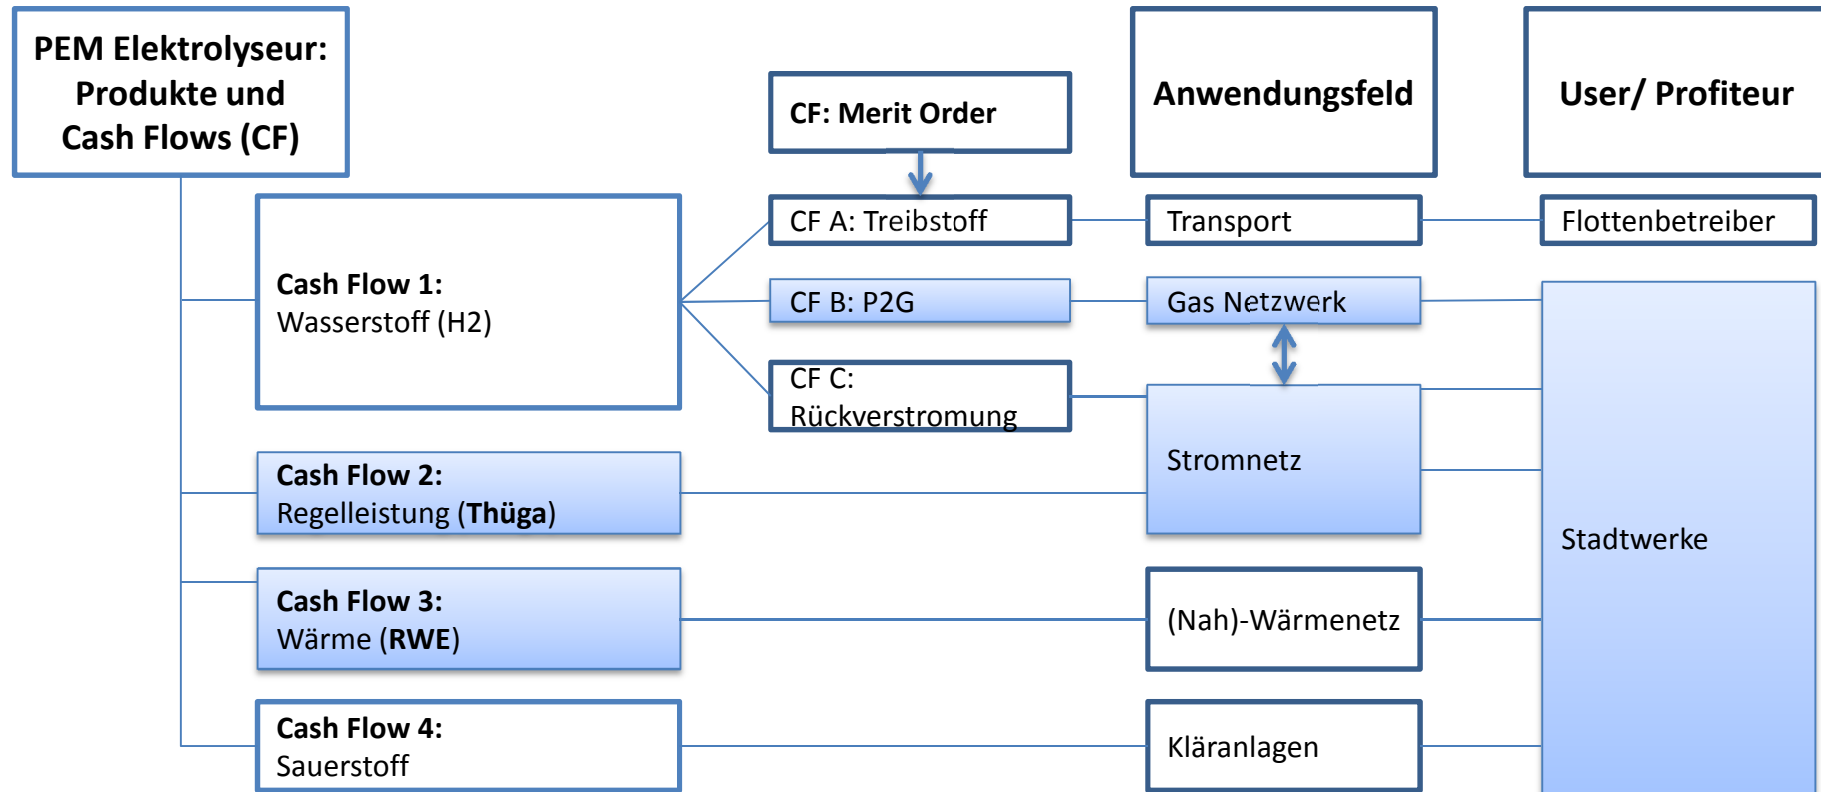 PEM Elektrolyseur:
Produkte und
Cash Flows (CF)
CF: Merit Order
Anwendungsfeld
User/ Profiteur
Cash Flow 1:
Wasserstoff (H2)
CF A: Treibstoff
Transport
Flottenbetreiber
CF B: P2G
Gas Netzwerk
CF C:
Rückverstromung
Stromnetz
Stadtwerke
Cash Flow 2:
Regelleistung (Thüga)
Cash Flow 3:
Wärme (RWE)
(Nah)-Wärmenetz
Cash Flow 4:
Sauerstoff
Kläranlagen